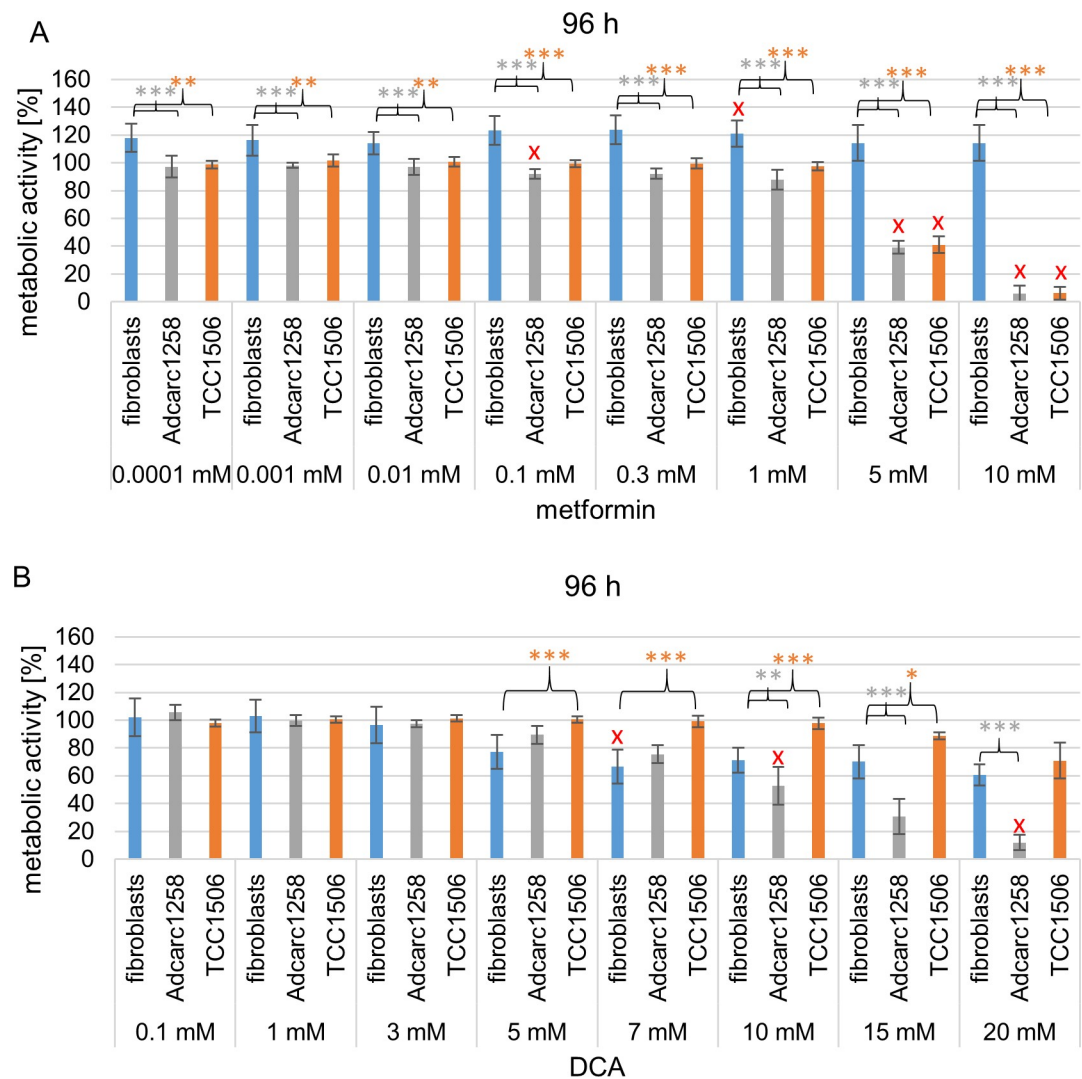 A
96 h
*** ** *** ** *** ** *** *** *** *** *** *** *** *** *** ***
X X X X X X
metabolic activity [%]
160
140
120
100
80
60
40
20
0
fibroblasts Adcarc1258 TCC1506 fibroblasts Adcarc1258 TCC1506 fibroblasts Adcarc1258 TCC1506 fibroblasts Adcarc1258 TCC1506 fibroblasts Adcarc1258 TCC1506 fibroblasts Adcarc1258 TCC1506 fibroblasts Adcarc1258 TCC1506 fibroblasts Adcarc1258 TCC1506
0.0001 mM 0.001 mM 0.01 mM 0.1 mM 0.3 mM 1 mM 5 mM 10 mM
metformin
B
96 h
*** *** ** *** *** * ***
X X X
metabolic activity [%]
160
140
120
100
80
60
40
20
0
fibroblasts Adcarc1258 TCC1506 fibroblasts Adcarc1258 TCC1506 fibroblasts Adcarc1258 TCC1506 fibroblasts Adcarc1258 TCC1506 fibroblasts Adcarc1258 TCC1506 fibroblasts Adcarc1258 TCC1506 fibroblasts Adcarc1258 TCC1506 fibroblasts Adcarc1258 TCC1506
0.1 mM 1 mM 3 mM 5 mM 7 mM 10 mM 15 mM 20 mM
DCA